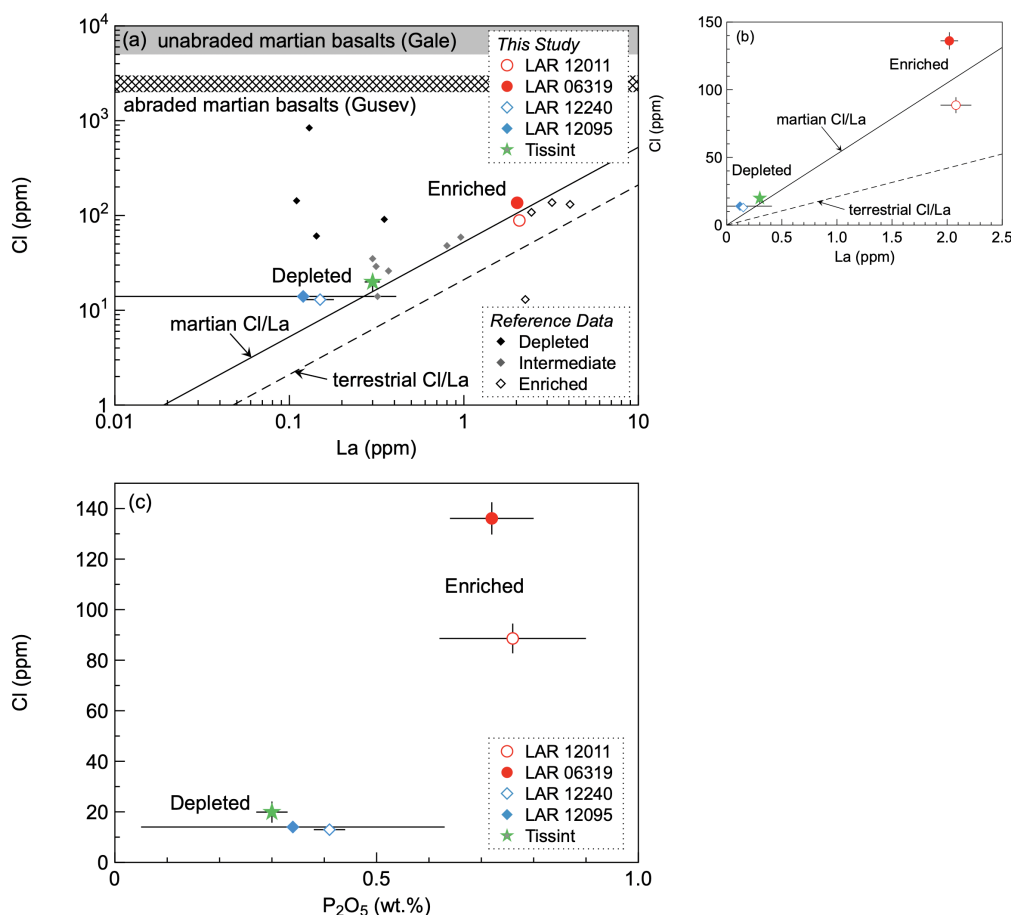 (a)
unabraded martian basalts (Gale)
abraded martian basalts (Gusev)
This Study
LAR 12011
LAR 06319
LAR 12240
LAR 12095
Tissint
Enriched
Depleted
martian Cl/La
terrestrial Cl/La
Reference Data
Depleted
Intermediate
Enriched
10⁴
10³
10²
10¹
1
Cl (ppm)
0.01
0.1
1
10
La (ppm)
(b)
150
100
50
0
Cl (ppm)
Enriched
martian Cl/La
Depleted
terrestrial Cl/La
0
0.5
1.0
1.5
2.0
2.5
La (ppm)
(c)
140
120
100
80
60
40
20
0
Cl (ppm)
Enriched
Depleted
LAR 12011
LAR 06319
LAR 12240
LAR 12095
Tissint
0
0.5
1.0
P₂O₅ (wt.%)